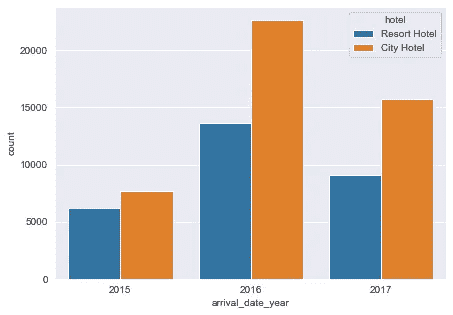 hotel
Resort Hotel
City Hotel
count
20000
15000
10000
5000
0
2015 2016 2017
arrival_date_year